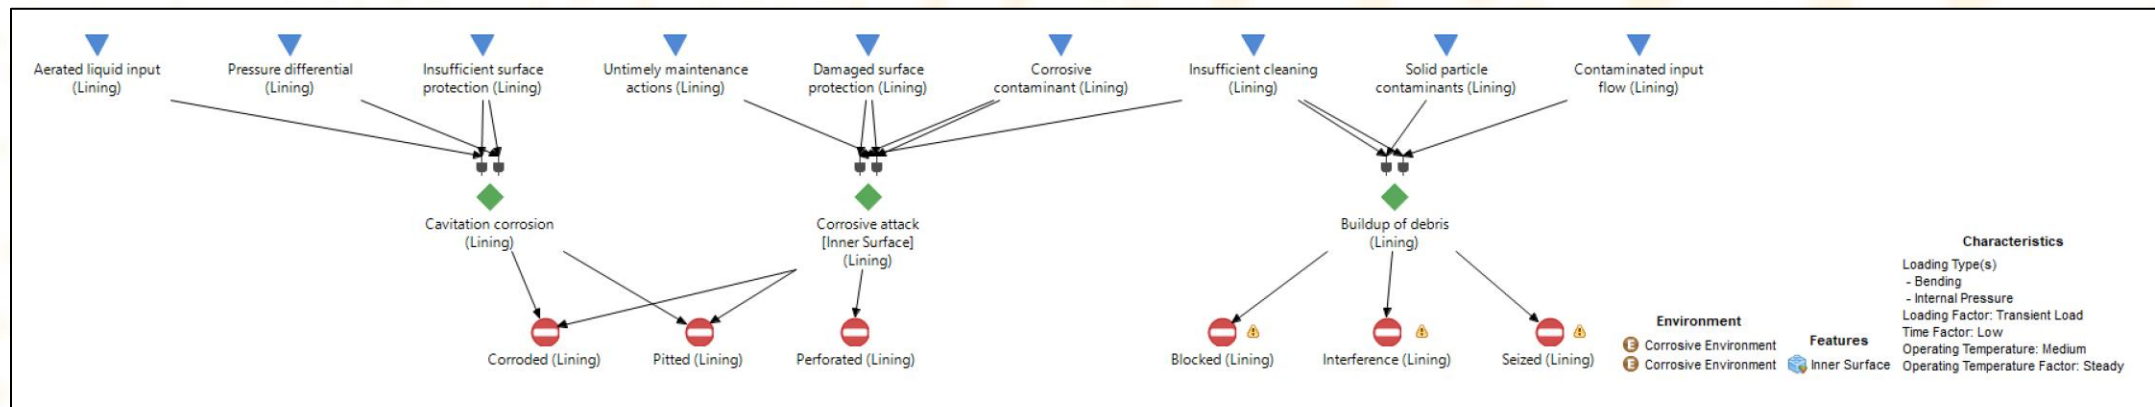 Aerated liquid input
(Lining)
Pressure differential
(Lining)
Insufficient surface
protection (Lining)
Untimely maintenance
actions (Lining)
Damaged surface
protection (Lining)
Corrosive
contaminant (Lining)
Insufficient cleaning
(Lining)
Solid particle
contaminants (Lining)
Contaminated input
flow (Lining)
Cavitation corrosion
(Lining)
Corrosive attack
[Inner Surface]
(Lining)
Buildup of debris
(Lining)
Corroded (Lining)
Pitted (Lining)
Perforated (Lining)
Blocked (Lining)
Interference (Lining)
Seized (Lining)
Environment
E Corrosive Environment
E Corrosive Environment
Features
Inner Surface
Characteristics
Loading Type(s)
- Bending
- Internal Pressure
Loading Factor: Transient Load
Time Factor: Low
Operating Temperature: Medium
Operating Temperature Factor: Steady